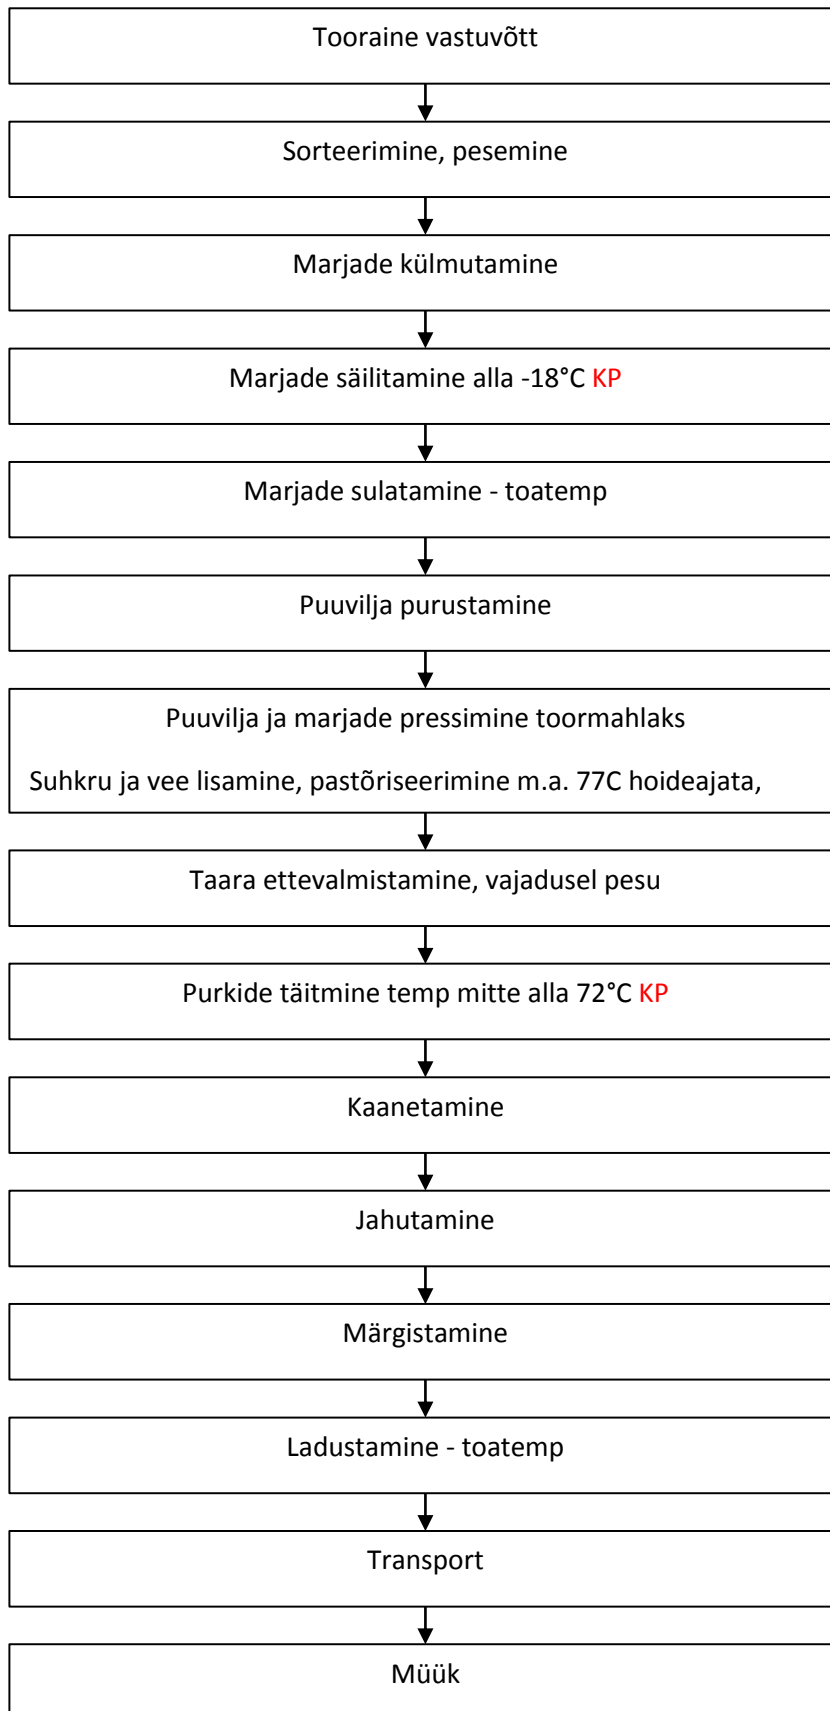 Tooraine vastuvõtt
Sorteerimine, pesemine
Marjade külmutamine
Marjade säilitamine alla -18°C KP
Marjade sulatamine - toatemp
Puuvilja purustamine
Puuvilja ja marjade pressimine toormahlaks
Suhkru ja vee lisamine, pastõriseerimine m.a. 77C hoideajata,
Taara ettevalmistamine, vajadusel pesu
Purkide täitmine temp mitte alla 72°C KP
Kaanetamine
Jahutamine
Märgistamine
Ladustamine - toatemp
Transport
Müük